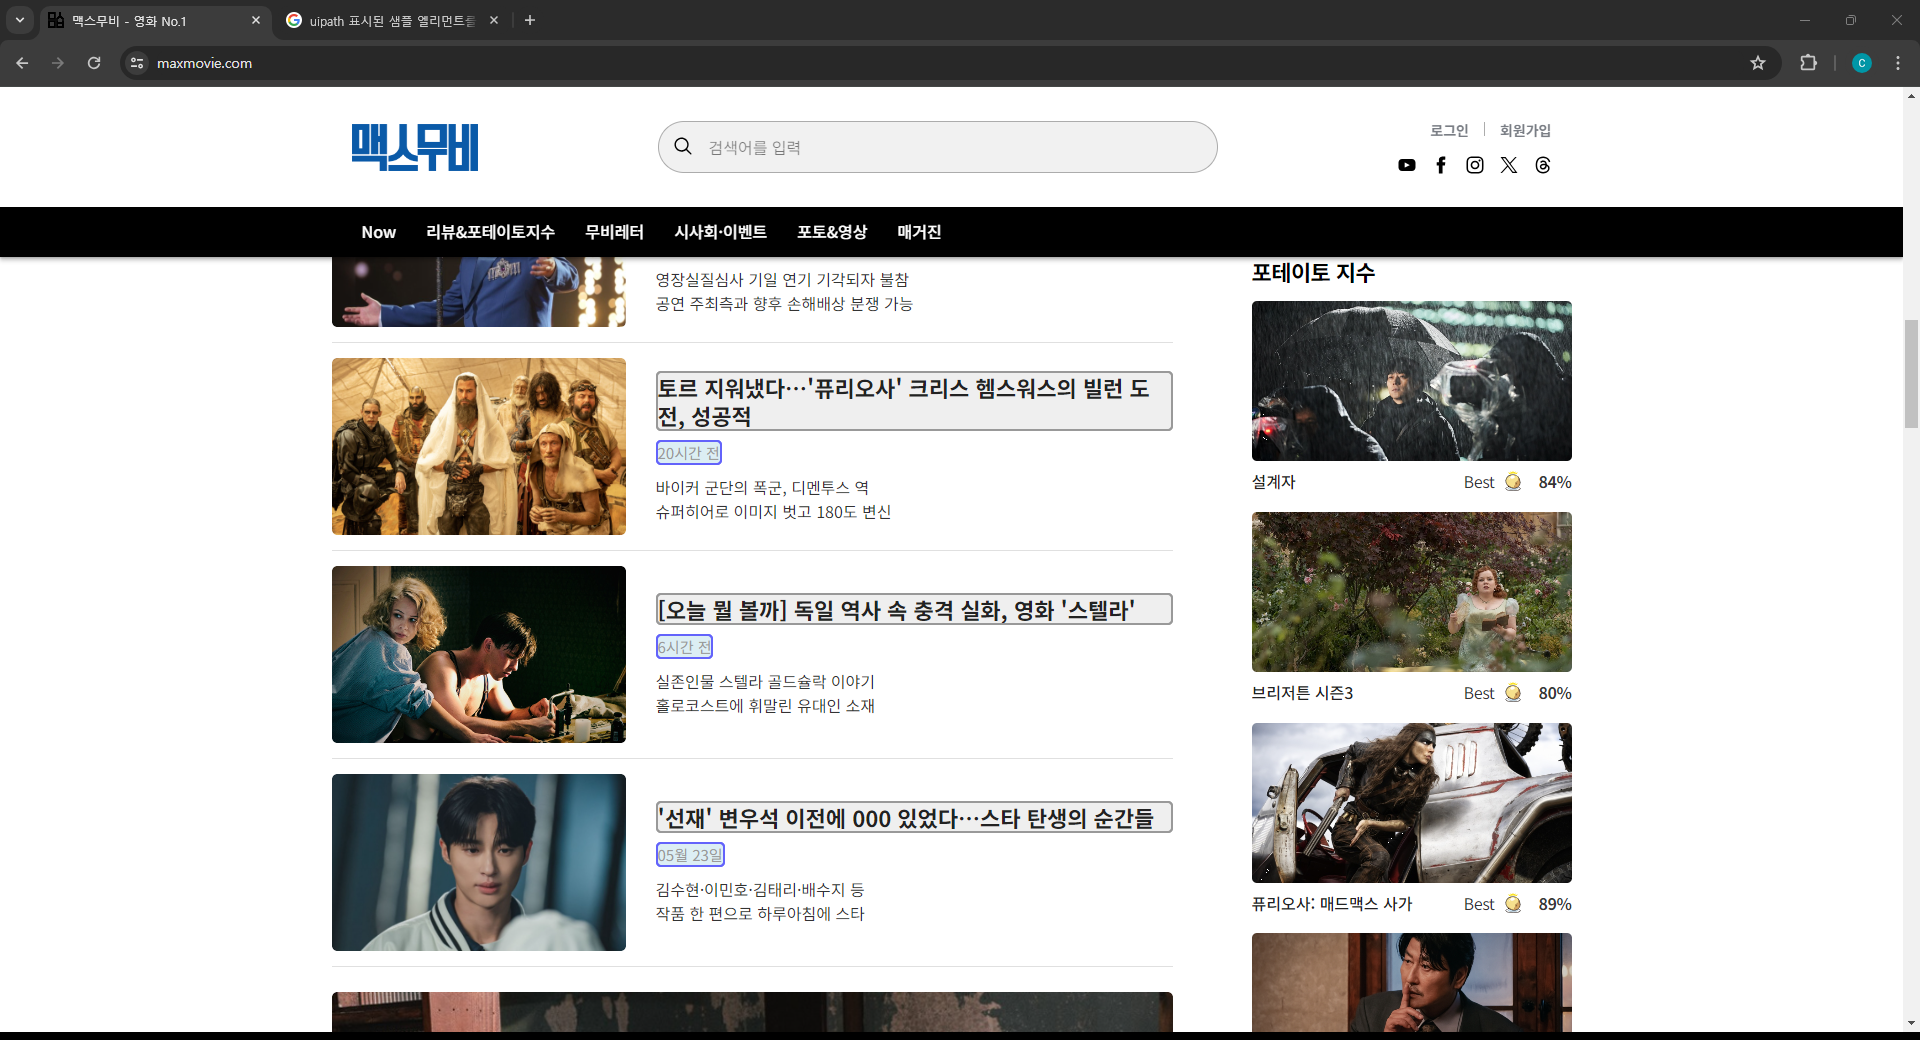 맥스무비 - 영화 No.1
uipath 표시된 샘플 엘리먼트를
maxmovie.com
C
맥스무비
검색어를 입력
로그인
회원가입
Now 리뷰&포테이토지수 무비레터 시사회·이벤트 포토&영상 매거진
영장실질심사 기일 연기 기각되자 불참
공연 주최측과 향후 손해배상 분쟁 가능
토르 지워냈다…'퓨리오사' 크리스 헴스워스의 빌런 도
전, 성공적
20시간 전
바이커 군단의 폭군, 디멘투스 역
슈퍼히어로 이미지 벗고 180도 변신
[오늘 뭘 볼까] 독일 역사 속 충격 실화, 영화 '스텔라'
6시간 전
실존인물 스텔라 골드슐락 이야기
홀로코스트에 휘말린 유대인 소재
'선재' 변우석 이전에 000 있었다…스타 탄생의 순간들
05월 23일
김수현·이민호·김태리·배수지 등
작품 한 편으로 하루아침에 스타
포테이토 지수
설계자 Best 84%
브리저튼 시즌3 Best 80%
퓨리오사: 매드맥스 사가 Best 89%